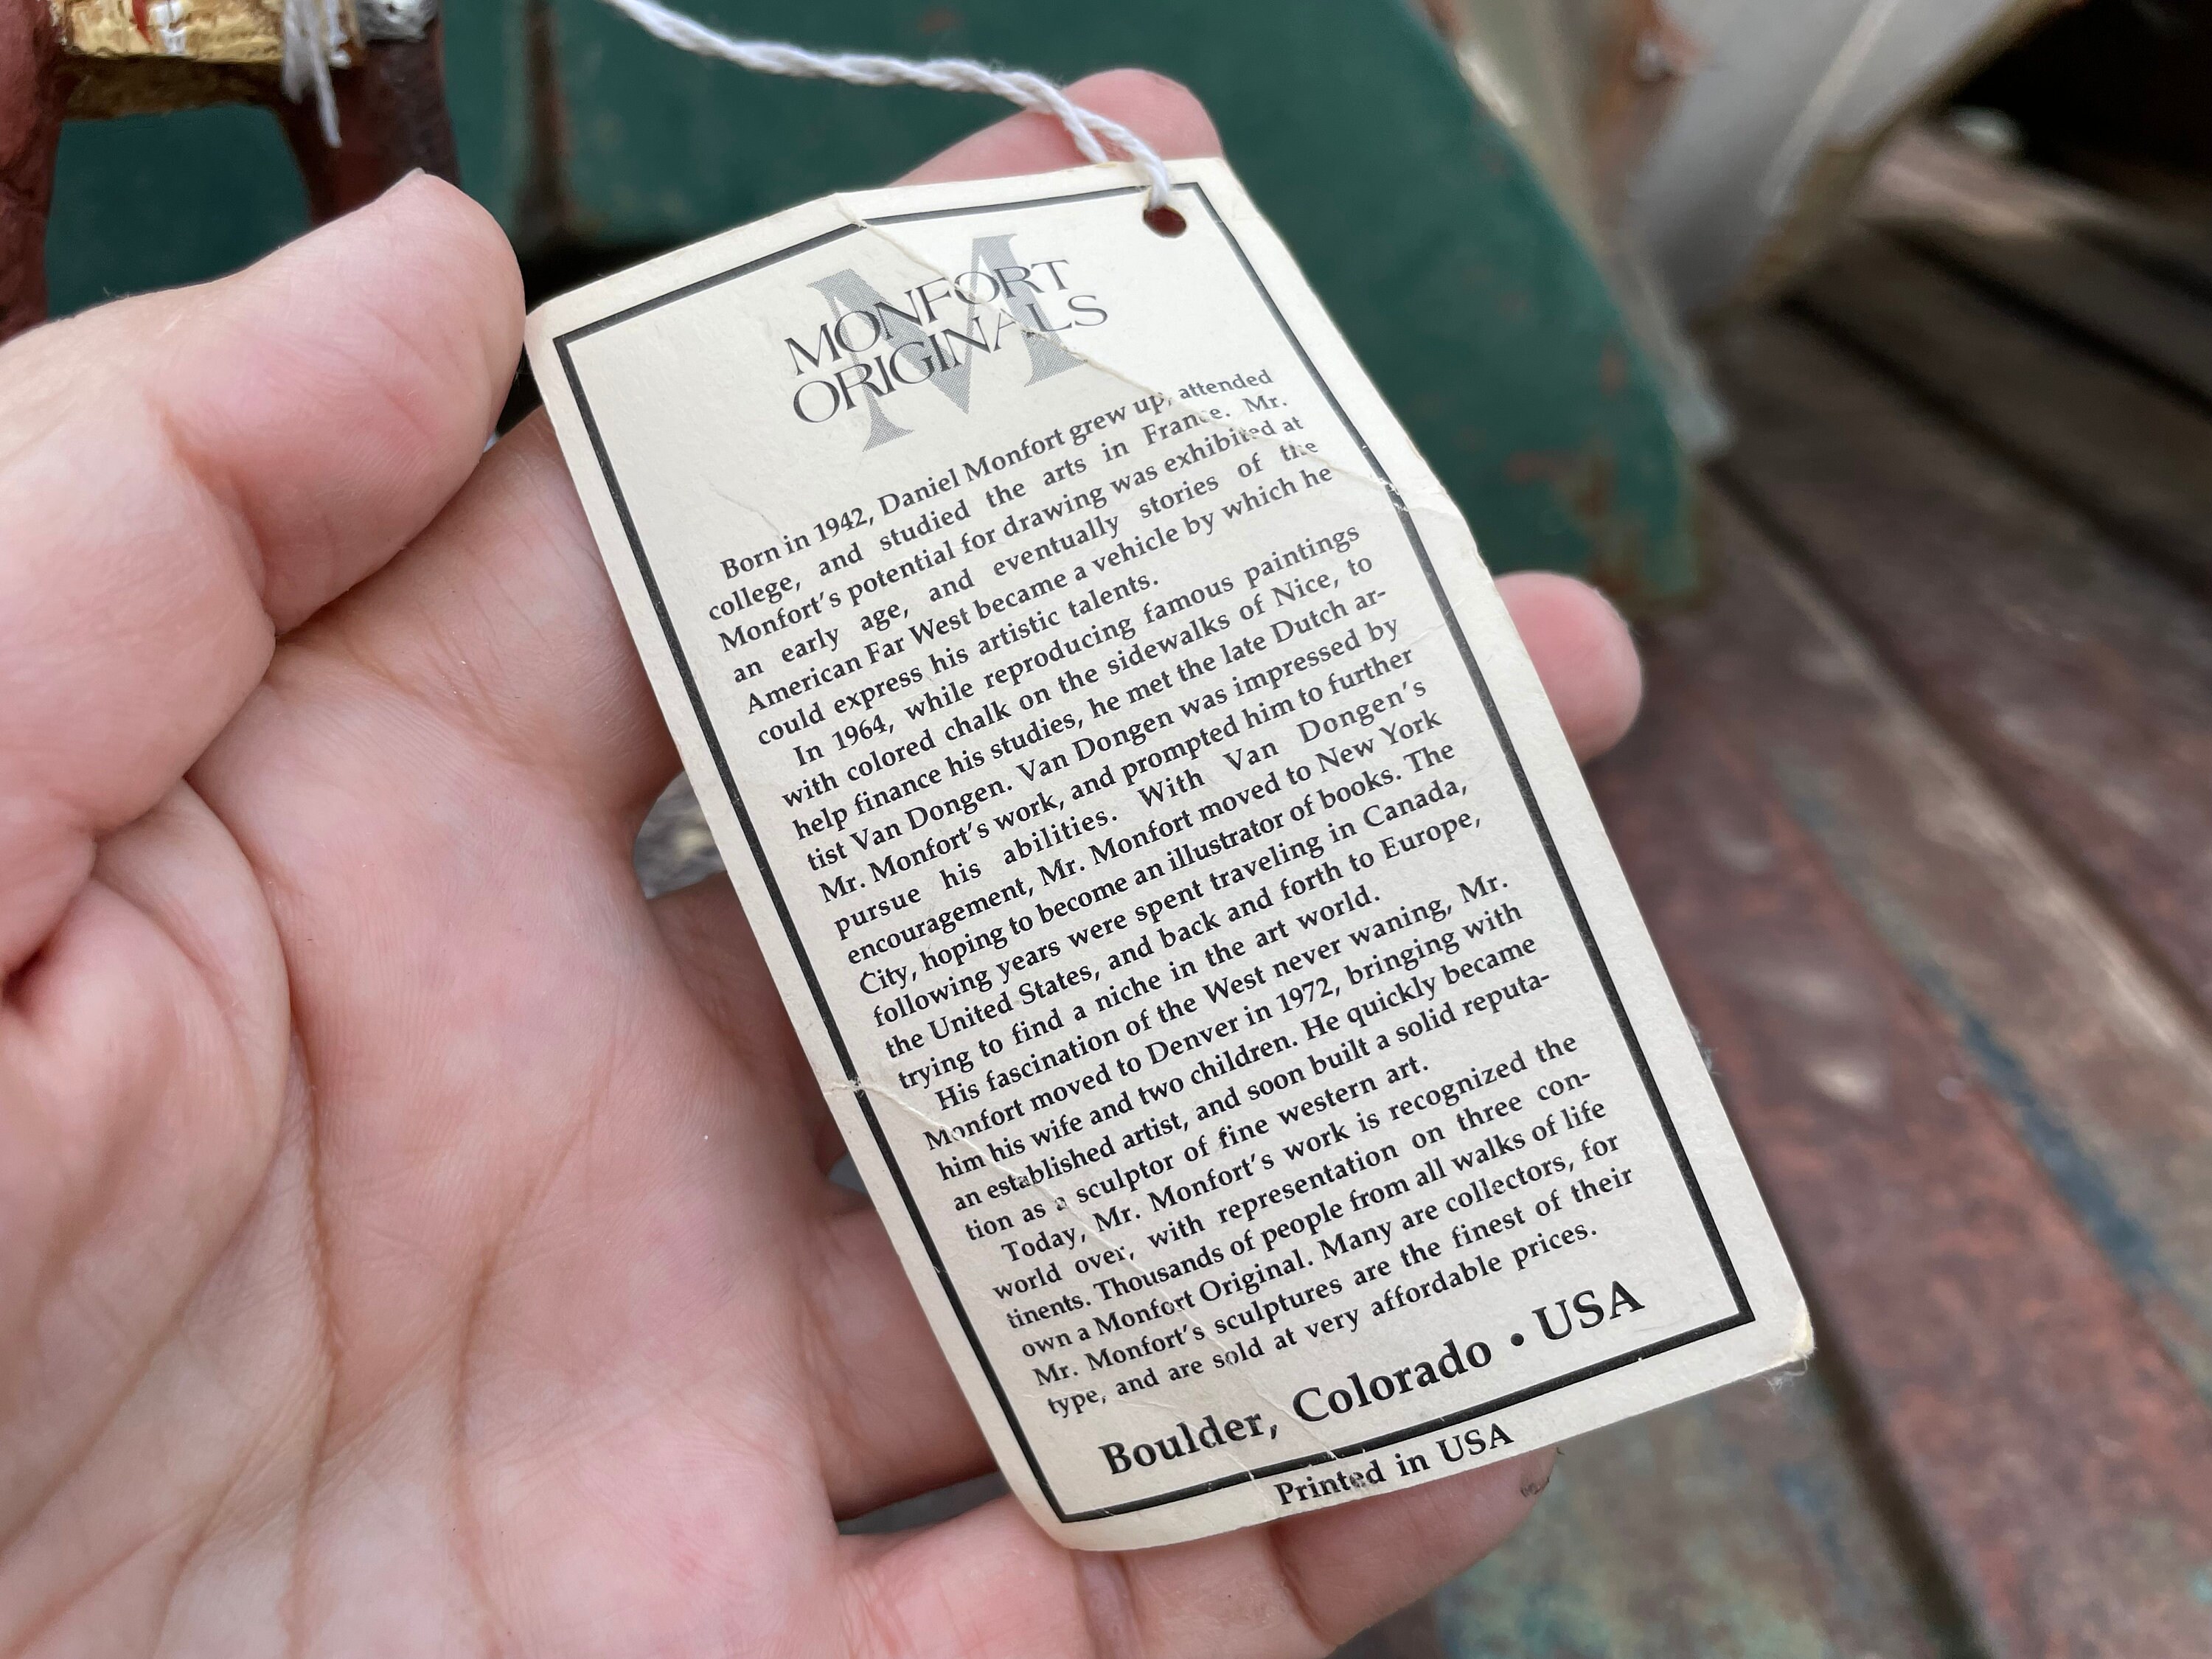 MONFORT
ORIGINALS
Born in 1942, Daniel Monfort grew up, attended
college, and studied the arts in France. Mr.
Monfort's potential for drawing was exhibited at
an early age, and eventually stories of the
American Far West became a vehicle by which he
could express his artistic talents.
In 1964, while reproducing famous paintings
with colored chalk on the sidewalks of Nice, to
help finance his studies, he met the late Dutch ar-
tist Van Dongen. Van Dongen was impressed by
Mr. Monfort's work, and prompted him to further
pursue his abilities. With Van Dongen's
encouragement, Mr. Monfort moved to New York
City, hoping to become an illustrator of books. The
following years were spent traveling in Canada,
the United States, and back and forth to Europe,
trying to find a niche in the art world.
His fascination of the West never waning, Mr.
Monfort moved to Denver in 1972, bringing with
him his wife and two children. He quickly became
an established artist, and soon built a solid reputa-
tion as a sculptor of fine western art.
Today, Mr. Monfort's work is recognized the
world over, with representation on three con-
tinents. Thousands of people from all walks of life
own a Monfort Original. Many are collectors, for
Mr. Monfort's sculptures are the finest of their
type, and are sold at very affordable prices.
Boulder, Colorado • USA
Printed in USA